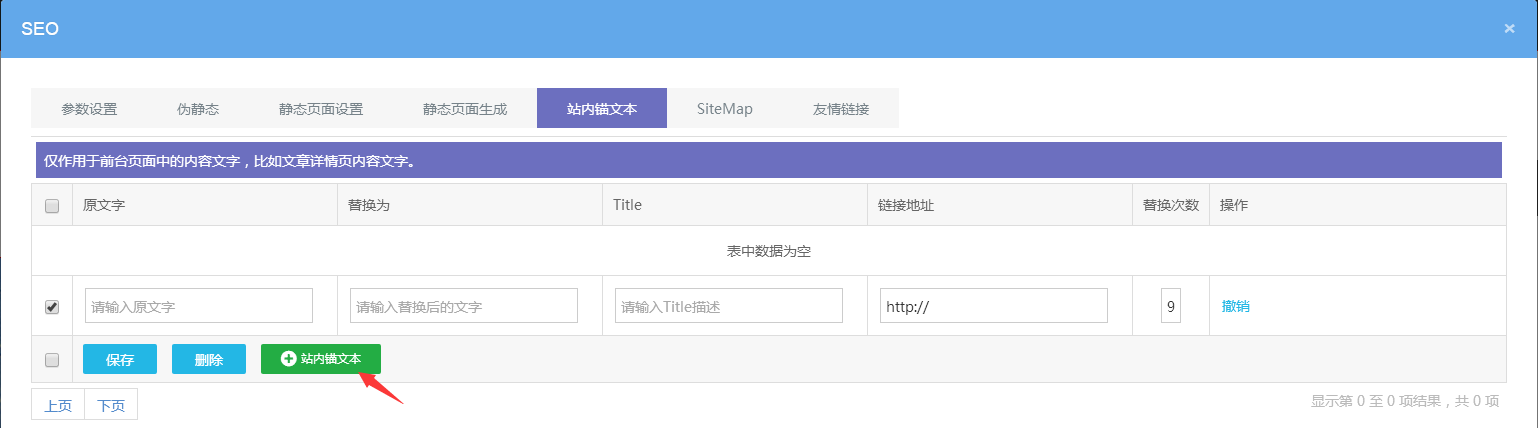 SEO ×
参数设置 伪静态 静态页面设置 静态页面生成 站内锚文本 SiteMap 友情链接
仅作用于前台页面中的内容文字，比如文章详情页内容文字。
原文字 替换为 Title 链接地址 替换次数 操作
表中数据为空
请输入原文字 请输入替换后的文字 请输入Title描述 http:// 9 撤销
保存 删除 站内锚文本
上页 下页 显示第 0 至 0 项结果，共 0 项